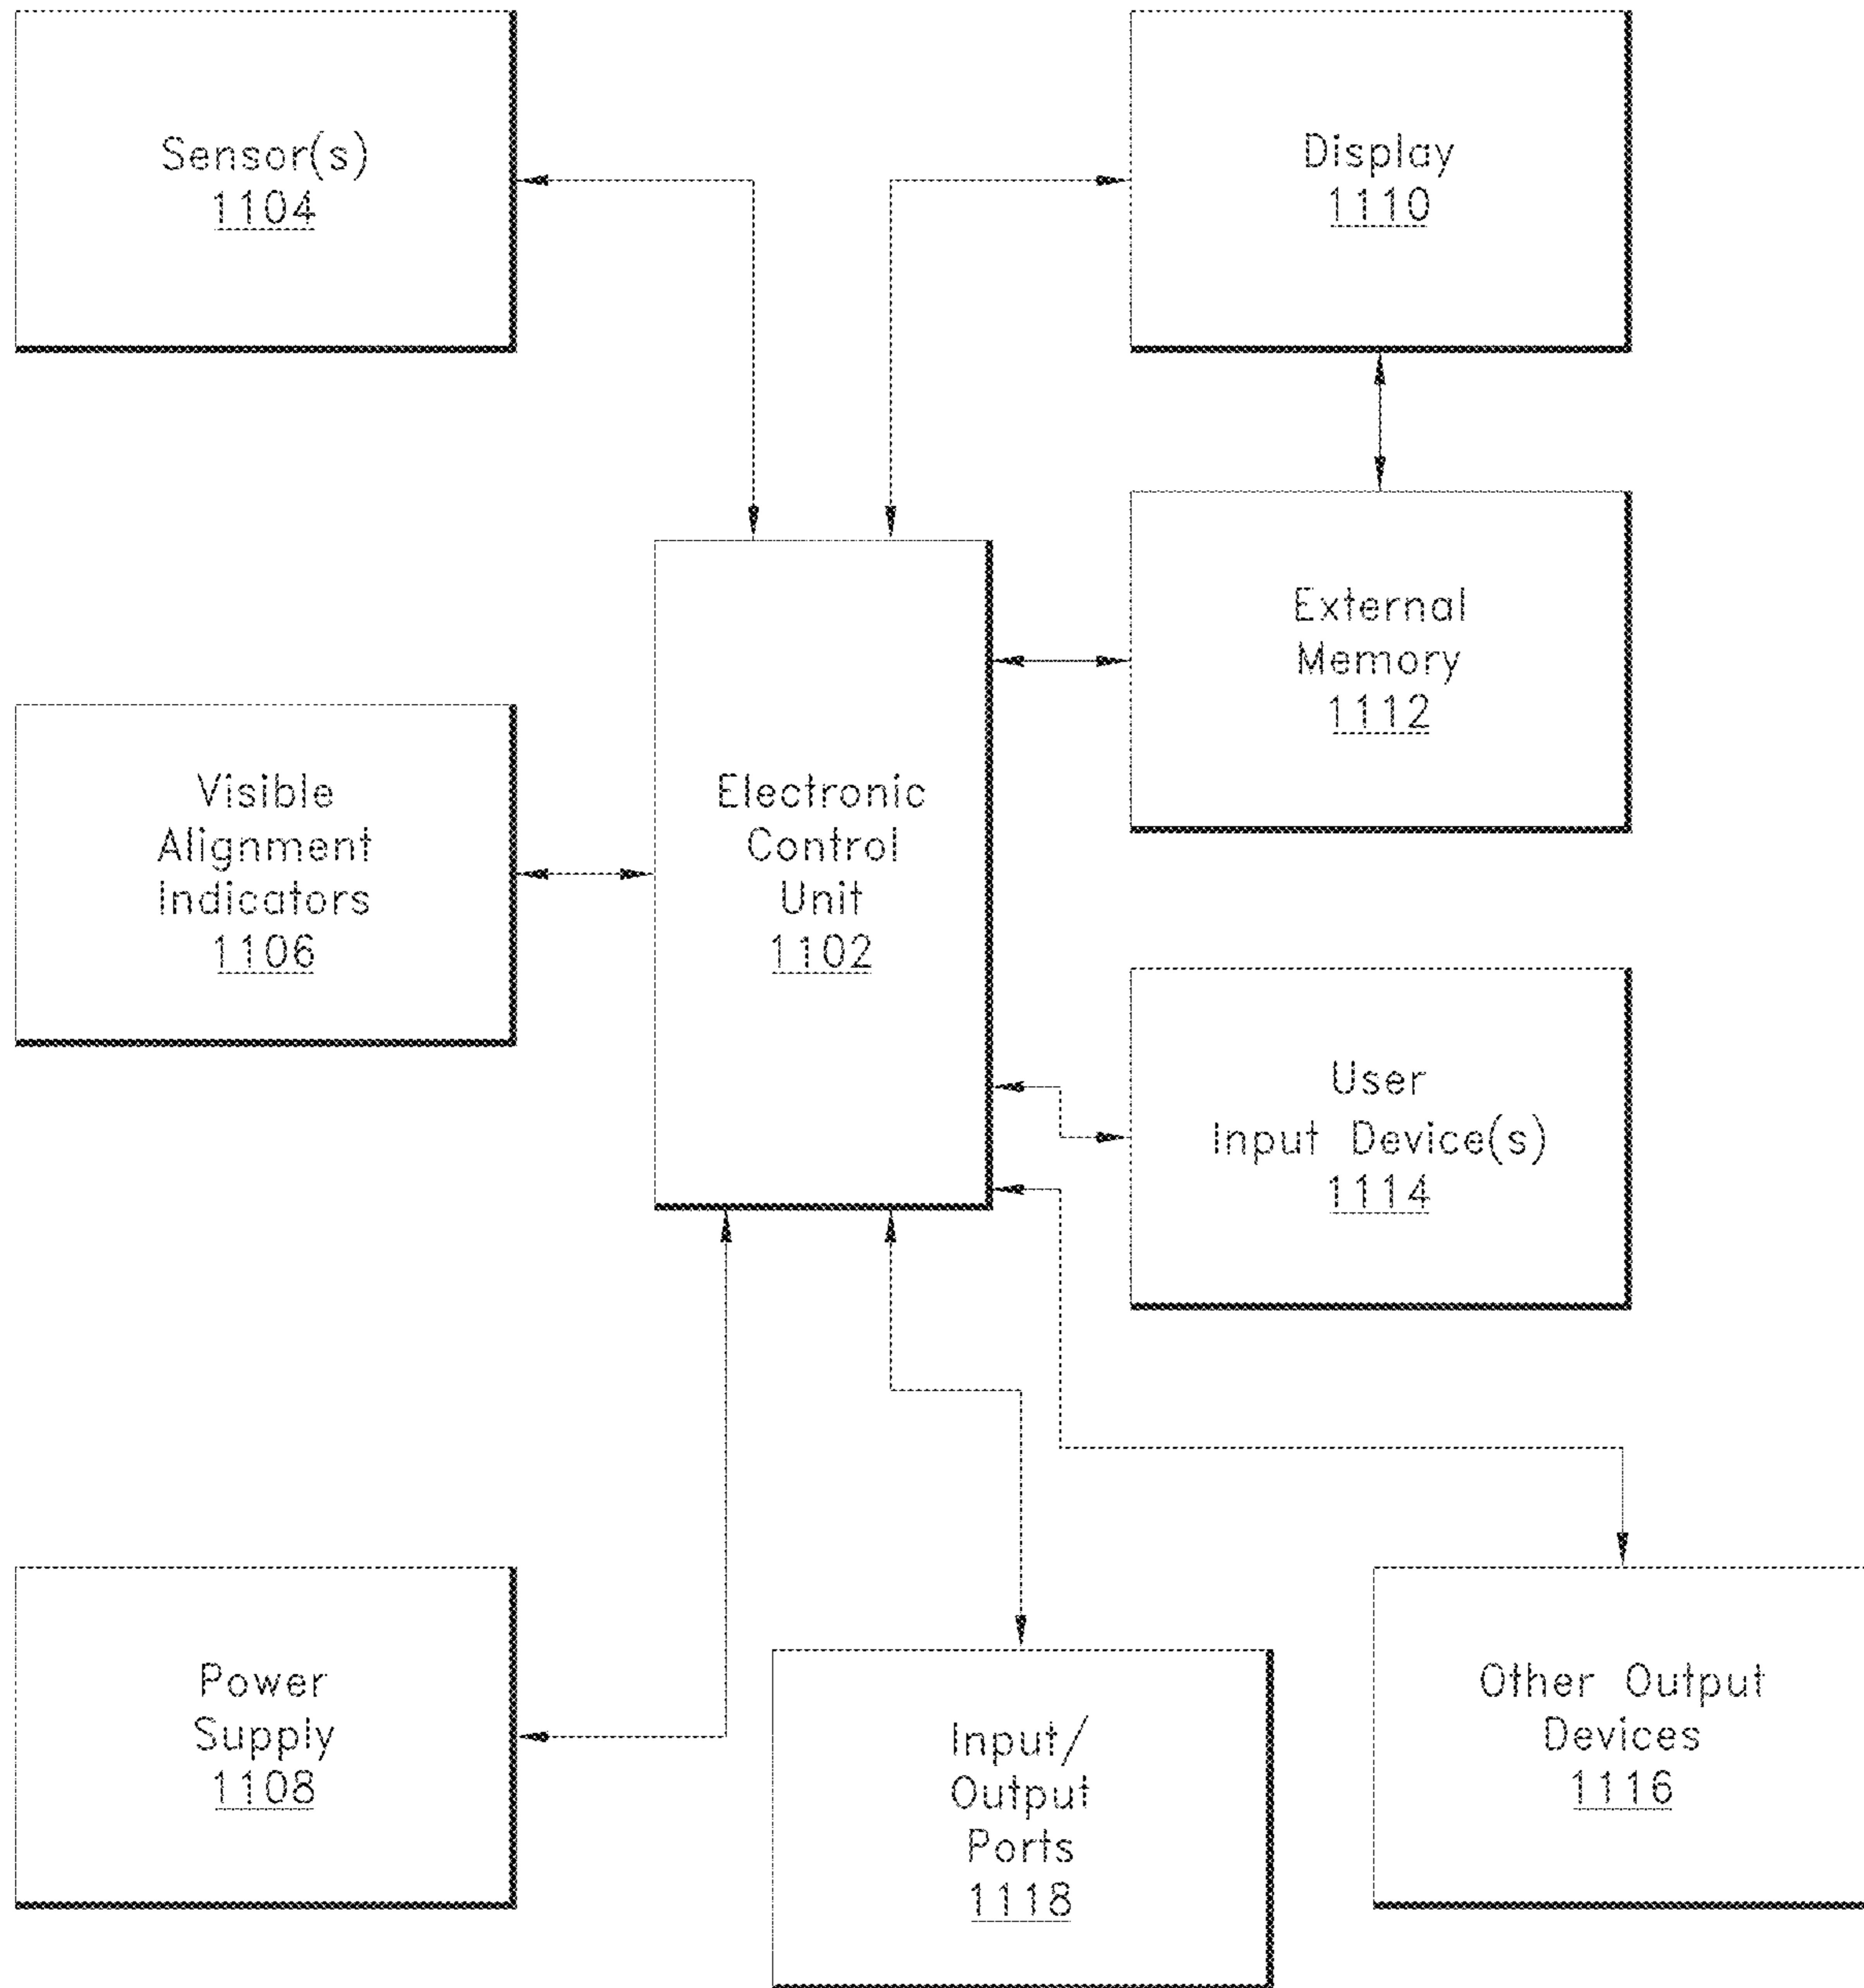 Sensor(s)
1104
Display
1110
External
Memory
1112
Visible
Alignment
Indicators
1106
Electronic
Control
Unit
1102
User
Input Device(s)
1114
Power
Supply
1108
Input/
Output
Ports
1118
Other Output
Devices
1116